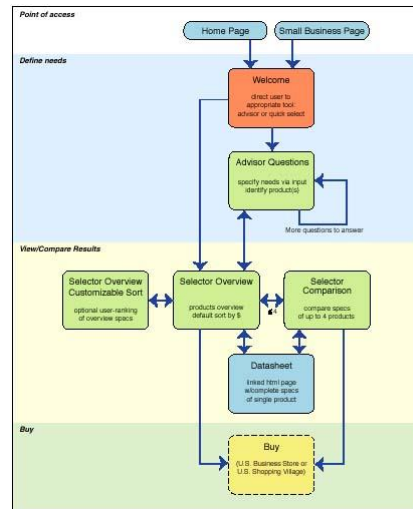 Point of access
Home Page
Small Business Page
Define needs
Welcome
direct user to
appropriate tool:
advisor or quick select
Advisor Questions
specify needs via input
identify product(s)
More questions to answer
View/Compare Results
Selector Overview
Customizable Sort
optional user-ranking
of overview specs
Selector Overview
products overview
default sort by $
Selector
Comparison
compare specs
of up to 4 products
Datasheet
linked html page
w/complete specs
of single product
Buy
Buy
(U.S. Business Store or
U.S. Shopping Village)